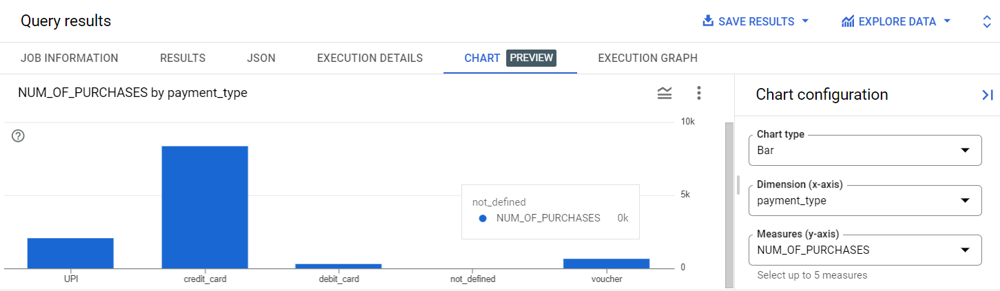 Query results
SAVE RESULTS
EXPLORE DATA
JOB INFORMATION
RESULTS
JSON
EXECUTION DETAILS
CHART
PREVIEW
EXECUTION GRAPH
NUM_OF_PURCHASES by payment_type
10k
5k
0
not_defined
NUM_OF_PURCHASES 0k
UPI
credit_card
debit_card
not_defined
voucher
Chart configuration
Chart type
Bar
Dimension (x-axis)
payment_type
Measures (y-axis)
NUM_OF_PURCHASES
Select up to 5 measures